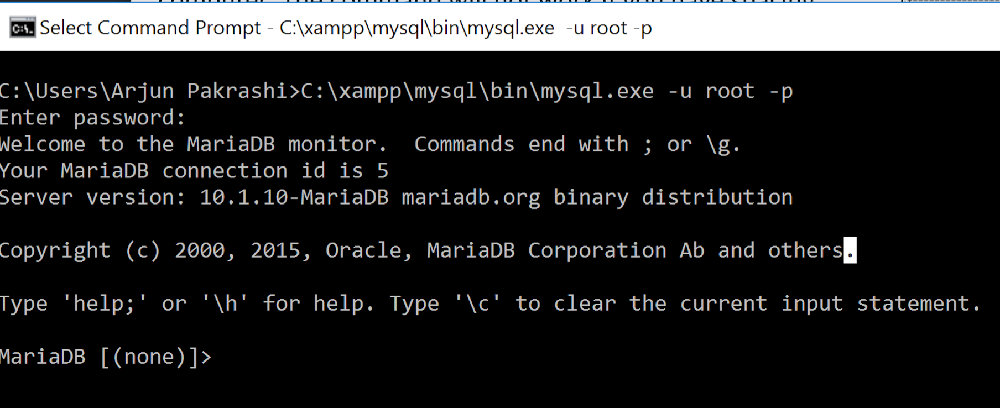 Select Command Prompt - C:\xampp\mysql\bin\mysql.exe  -u root -p
C:\Users\Arjun Pakrashi>C:\xampp\mysql\bin\mysql.exe -u root -p
Enter password:
Welcome to the MariaDB monitor.  Commands end with ; or \g.
Your MariaDB connection id is 5
Server version: 10.1.10-MariaDB mariadb.org binary distribution
Copyright (c) 2000, 2015, Oracle, MariaDB Corporation Ab and others.
Type 'help;' or '\h' for help. Type '\c' to clear the current input statement.
MariaDB [(none)]>